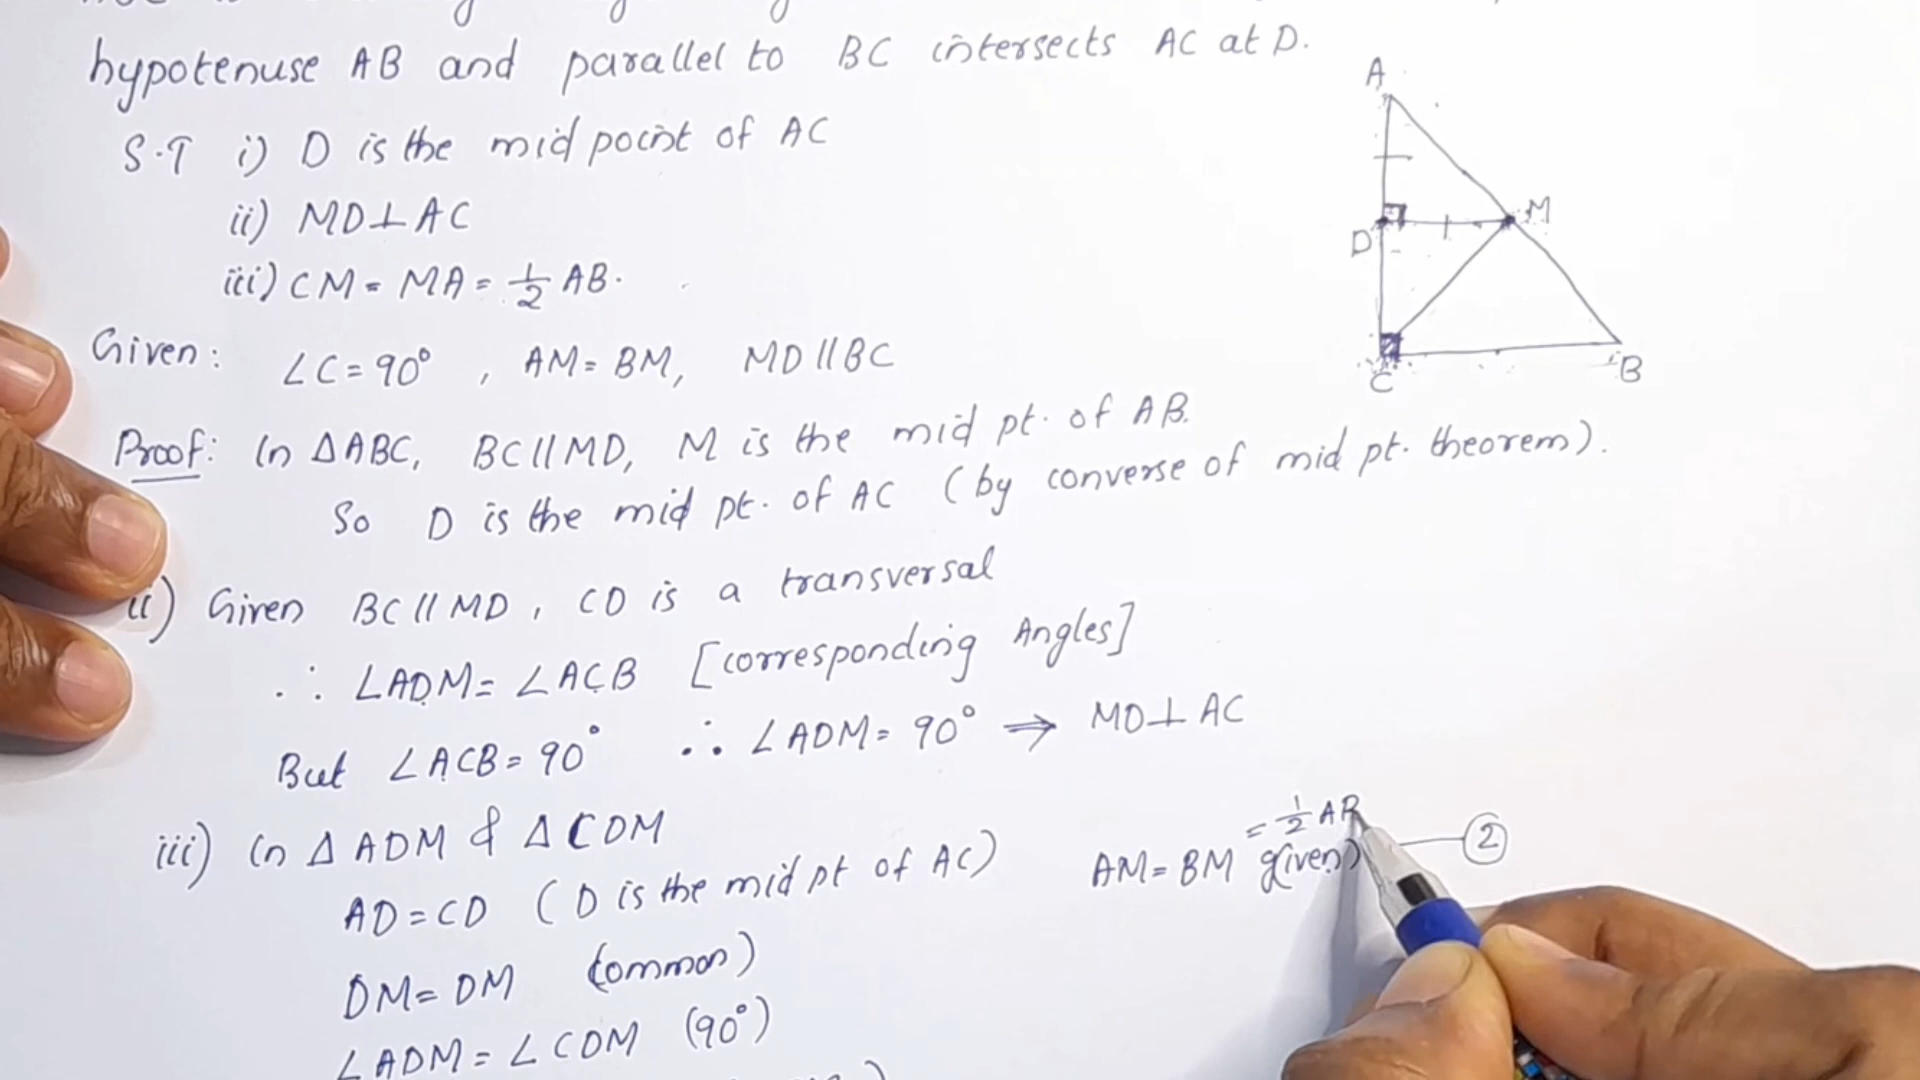 hypotenuse AB and parallel to BC intersects AC at D.
S.T i) D is the mid point of AC
ii) MD⊥AC
iii) CM = MA = 1/2 AB.
Given: ∠C = 90° , AM = BM, MD // BC
Proof: In ΔABC, BC // MD, M is the mid pt. of AB.
So D is the mid pt. of AC (by converse of mid pt. theorem).
ii) Given BC // MD, CD is a transversal
∴ ∠ADM = ∠ACB [corresponding Angles]
But ∠ACB = 90° ∴ ∠ADM = 90° ⇒ MD⊥AC
iii) In Δ ADM & Δ CDM
AD = CD (D is the mid pt of AC)
DM = DM (common)
∠ADM = ∠CDM (90°)
= 1/2 AB
AM = BM given) — 2
A
D
M
C
B